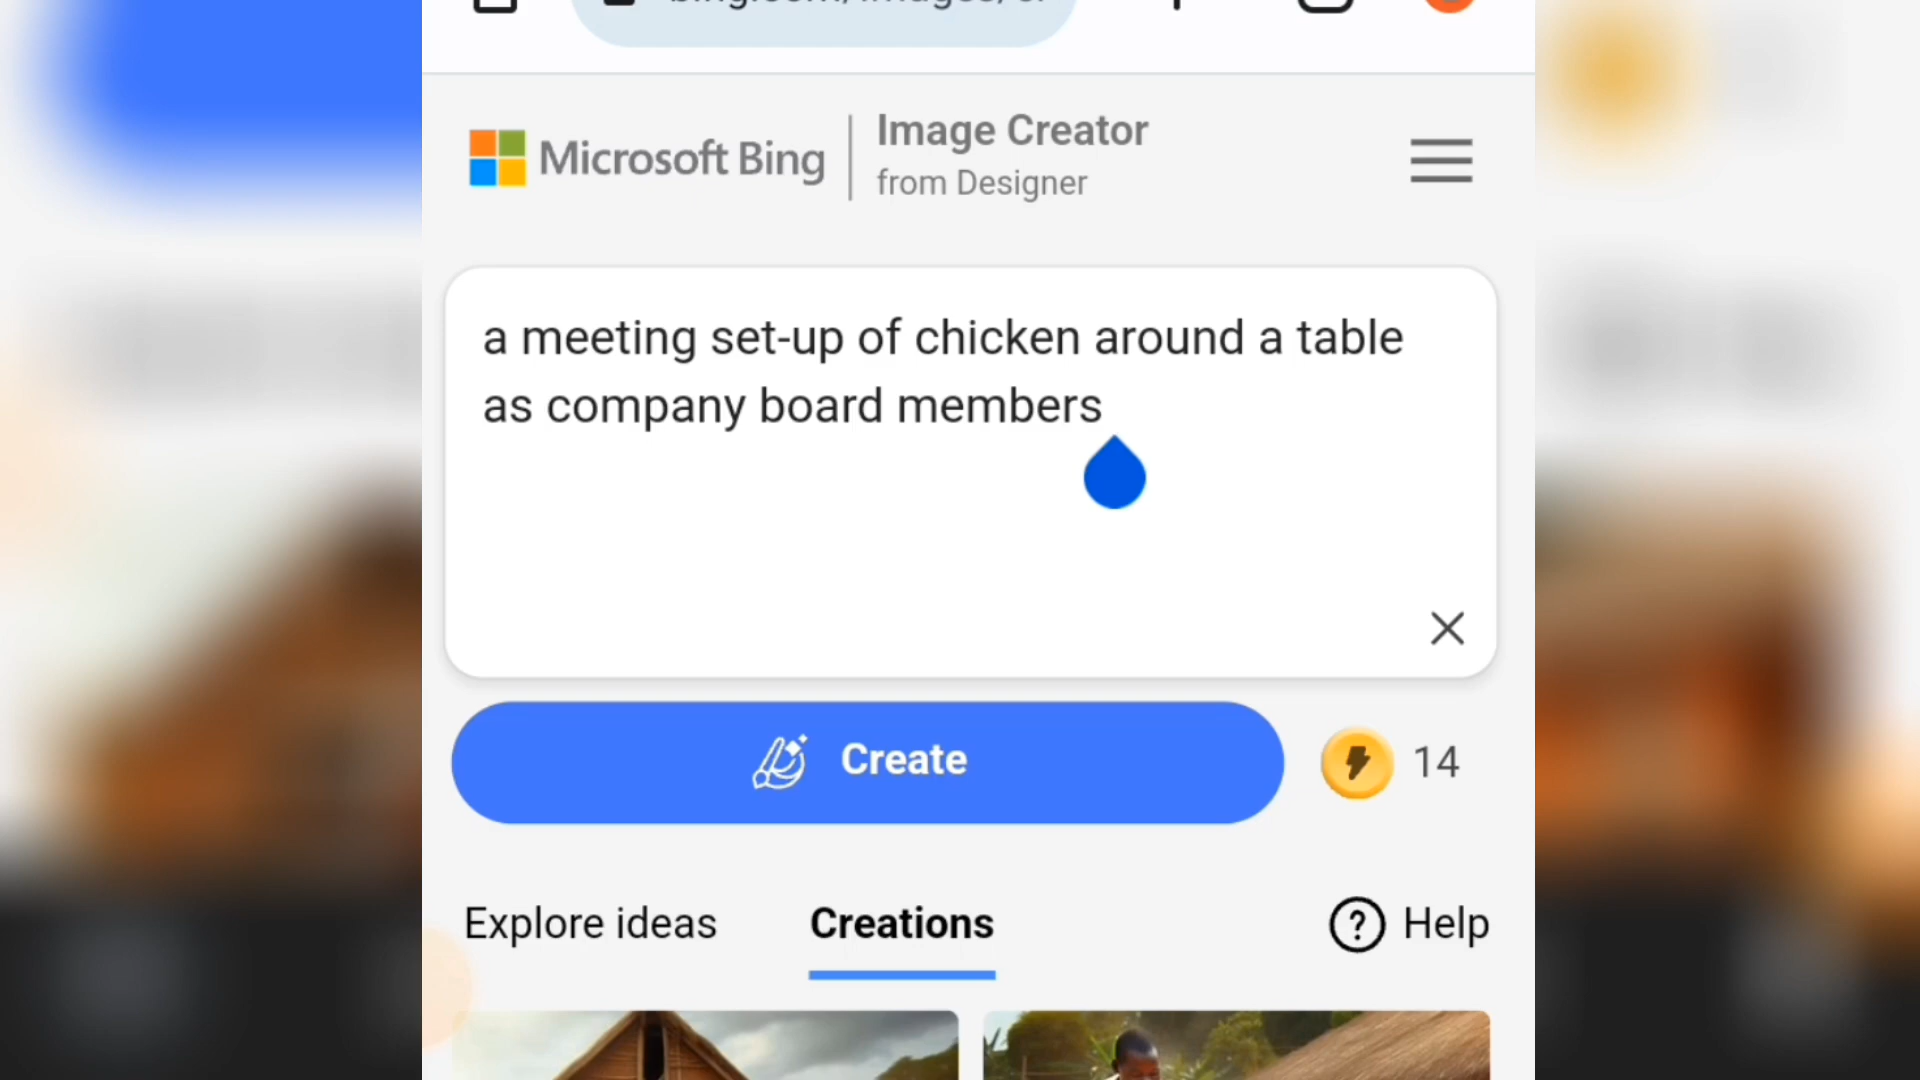 Microsoft Bing
Image Creator
from Designer
a meeting set-up of chicken around a table
as company board members
Create
14
Explore ideas
Creations
Help